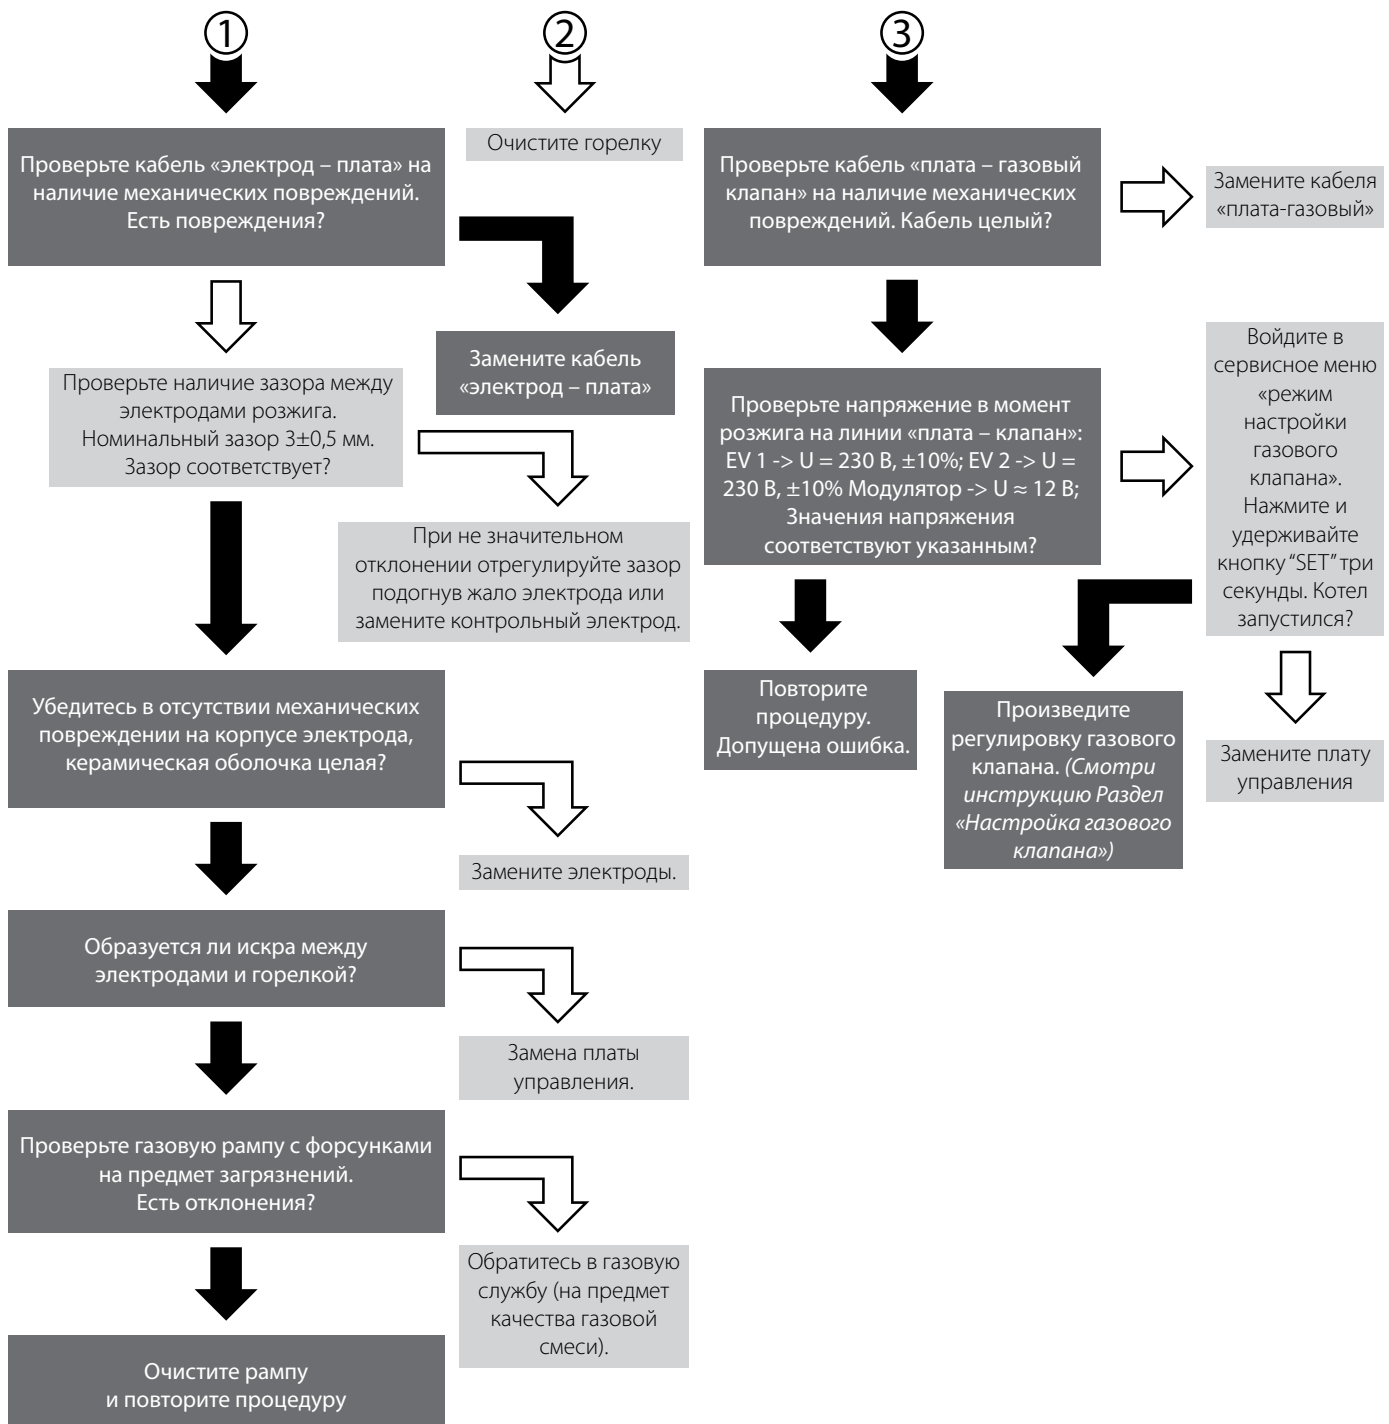 1
Проверьте кабель «электрод – плата» на
наличие механических повреждений.
Есть повреждения?
Замените кабель
«электрод – плата»
Проверьте наличие зазора между
электродами розжига.
Номинальный зазор 3±0,5 мм.
Зазор соответствует?
При не значительном
отклонении отрегулируйте зазор
подогнув жало электрода или
замените контрольный электрод.
Убедитесь в отсутствии механических
повреждении на корпусе электрода,
керамическая оболочка целая?
Замените электроды.
Образуется ли искра между
электродами и горелкой?
Замена платы
управления.
Проверьте газовую рампу с форсунками
на предмет загрязнений.
Есть отклонения?
Обратитесь в газовую
службу (на предмет
качества газовой
смеси).
Очистите рампу
и повторите процедуру
2
Очистите горелку
3
Проверьте кабель «плата – газовый
клапан» на наличие механических
повреждений. Кабель целый?
Замените кабеля
«плата-газовый»
Проверьте напряжение в момент
розжига на линии «плата – клапан»:
EV 1 -> U = 230 В, ±10%; EV 2 -> U =
230 В, ±10% Модулятор -> U ≈ 12 В;
Значения напряжения
соответствуют указанным?
Войдите в
сервисное меню
«режим
настройки
газового
клапана».
Нажмите и
удерживайте
кнопку “SET” три
секунды. Котел
запустился?
Повторите
процедуру.
Допущена ошибка.
Произведите
регулировку газового
клапана. (Смотри
инструкцию Раздел
«Настройка газового
клапана»)
Замените плату
управления